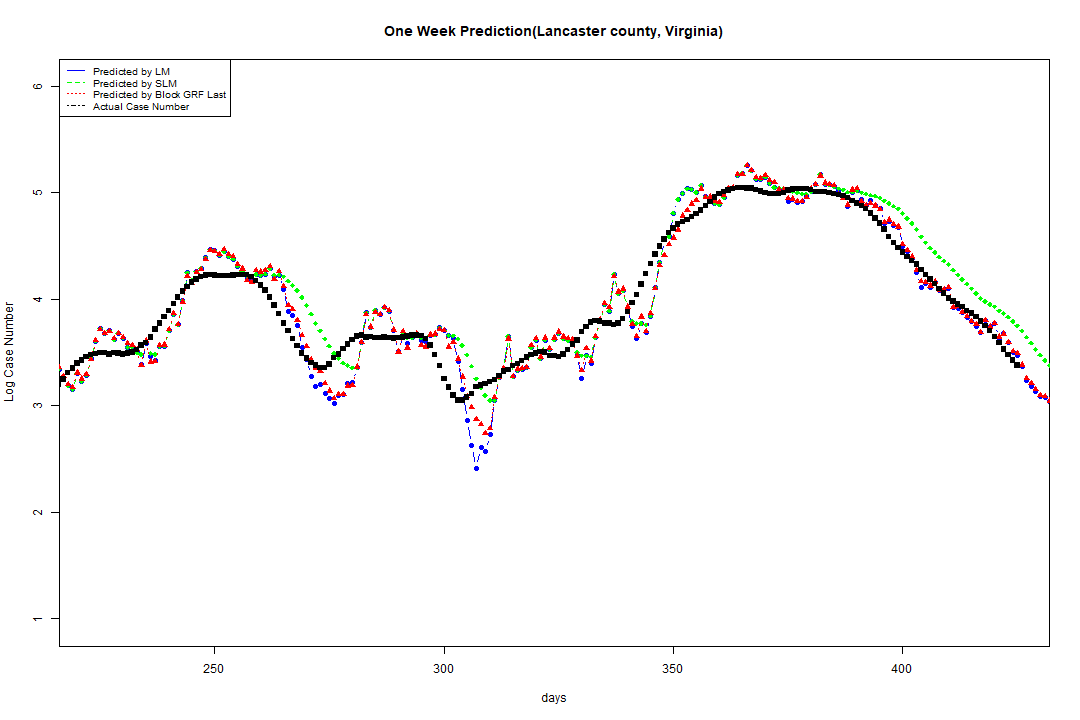 One Week Prediction(Lancaster county, Virginia)
Predicted by LM
Predicted by SLM
Predicted by Block GRF Last
Actual Case Number
Log Case Number
6
5
4
3
2
1
250
300
350
400
days